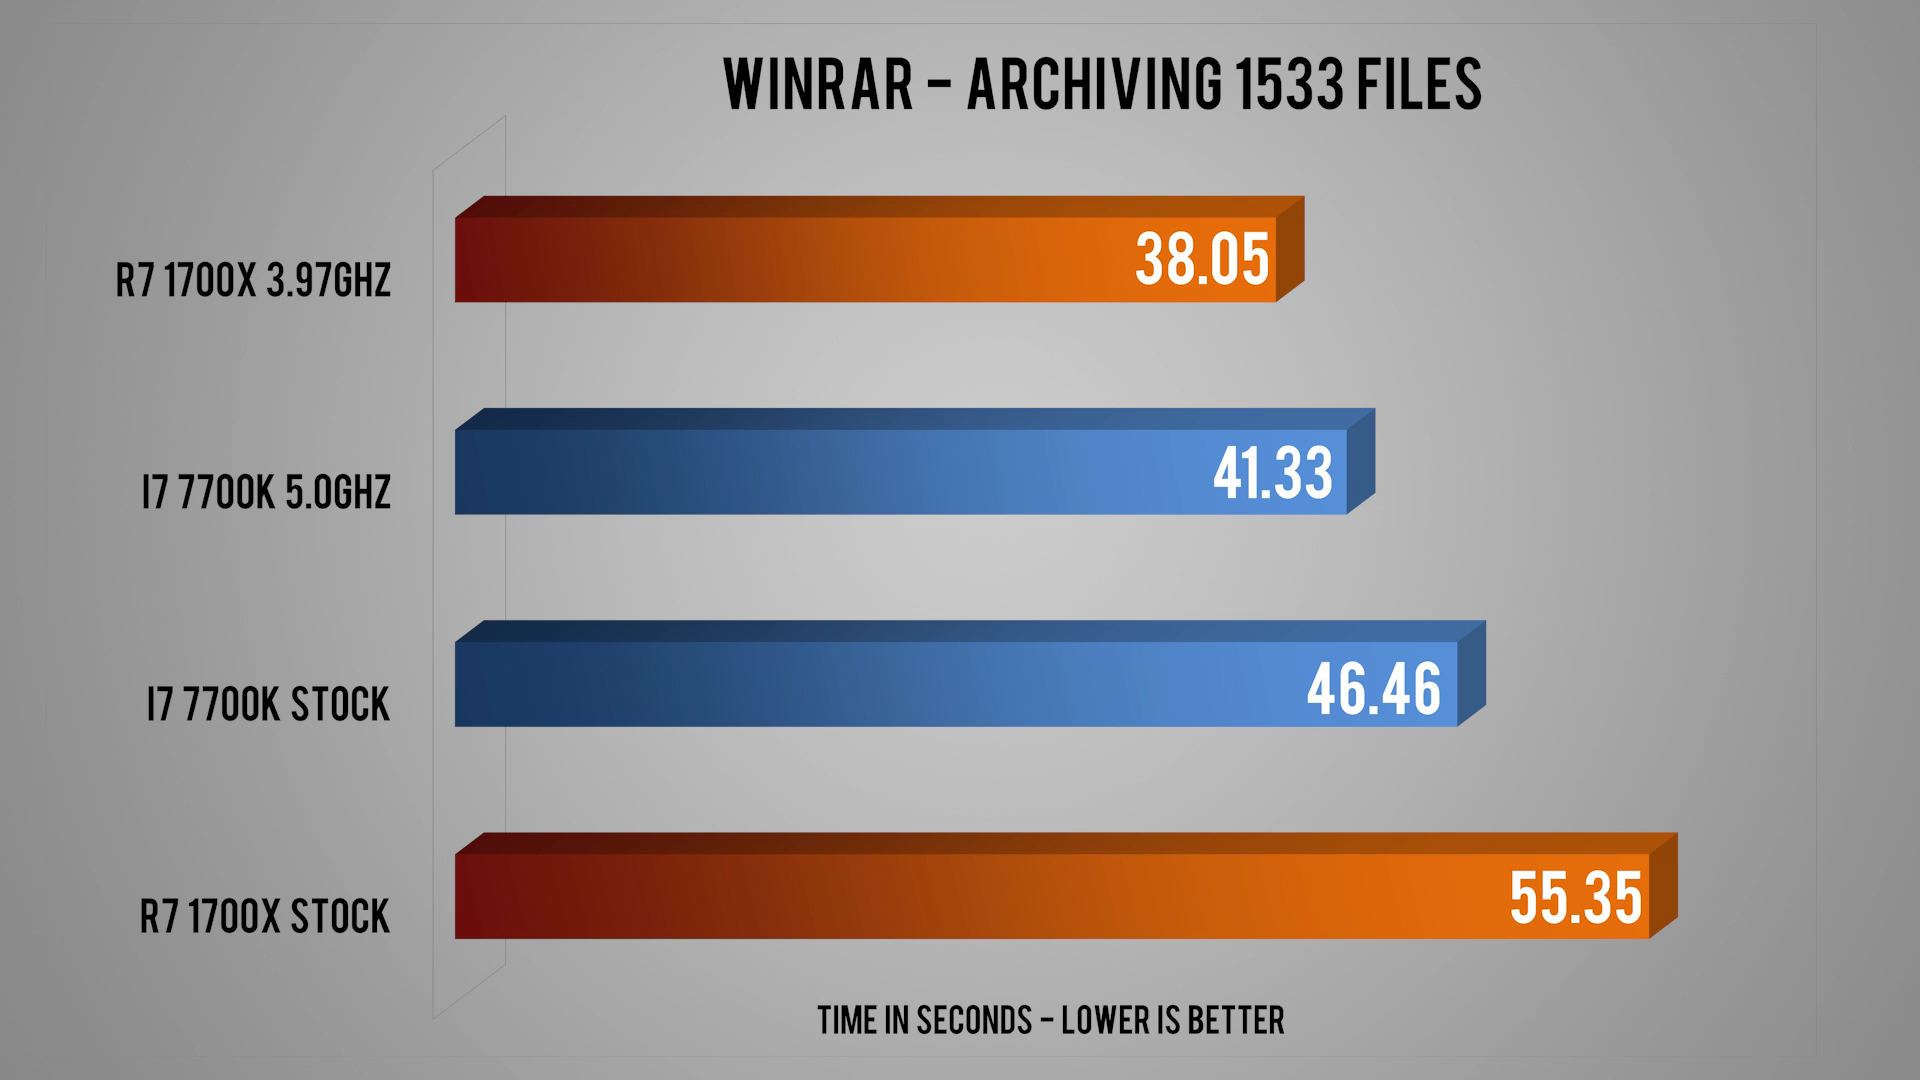 WINRAR – ARCHIVING 1533 FILES
R7 1700X 3.97GHZ
38.05
I7 7700K 5.0GHZ
41.33
I7 7700K STOCK
46.46
R7 1700X STOCK
55.35
TIME IN SECONDS – LOWER IS BETTER